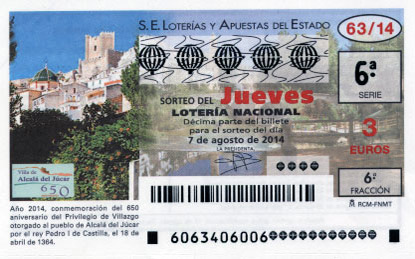 S.E. LOTERÍAS Y APUESTAS DEL ESTADO
63/14
6ª
SERIE
SORTEO DEL Jueves
LOTERÍA NACIONAL
Décima parte del billete
para el sorteo del día
7 de agosto de 2014
LA PRESIDENTA,
3
EUROS
6ª
FRACCIÓN
RCM-FNMT
Villa de
Alcalá del Júcar
650
Año 2014, conmemoración del 650
aniversario del Privilegio de Villazgo
otorgado al pueblo de Alcalá del Júcar
por el rey Pedro I de Castilla, el 18 de
abril de 1364.
6063406006